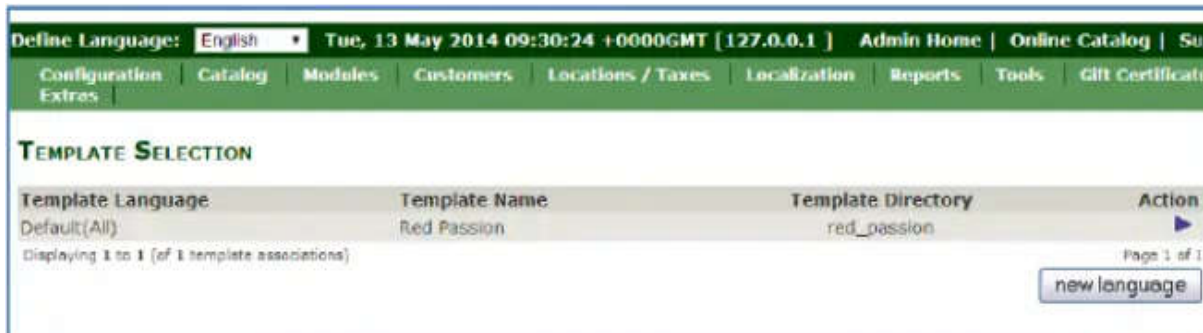 Define Language: English Tue, 13 May 2014 09:30:24 +0000GMT [127.0.0.1 ] Admin Home | Online Catalog |
Configuration | Catalog | Modules | Customers | Locations / Taxes | Localization | Reports | Tools | Gift Certificat
Extras |
TEMPLATE SELECTION
Template Language Template Name Template Directory Action
Default(All) Red Passion red_passion
Displaying 1 to 1 (of 1 template associations) Page 1 of 1
new language